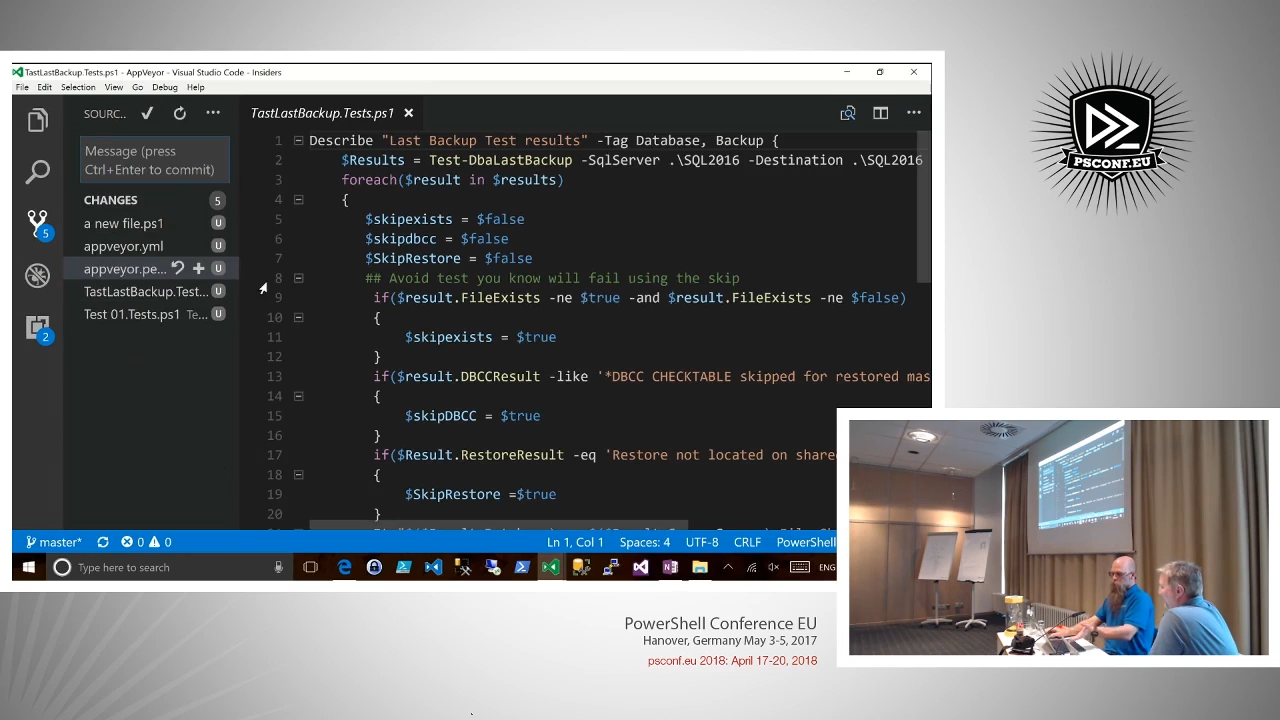 TastLastBackup.Tests.ps1 - AppVeyor - Visual Studio Code - Insiders
File Edit Selection View Go Debug Help
SOURC.. ✓ ...
TastLastBackup.Tests.ps1 ×
Message (press
Ctrl+Enter to commit)
CHANGES 5
a new file.ps1 U
appveyor.yml U
appveyor.pe... U
TastLastBackup.Test... U
Test 01.Tests.ps1 Te... U
5
2
1 Describe "Last Backup Test results" -Tag Database, Backup {
2 $Results = Test-DbaLastBackup -SqlServer .\SQL2016 -Destination .\SQL2016
3 foreach($result in $results)
4 {
5 $skipexists = $false
6 $skipdbcc = $false
7 $SkipRestore = $false
8 ## Avoid test you know will fail using the skip
9 if($result.FileExists -ne $true -and $result.FileExists -ne $false)
10 {
11 $skipexists = $true
12 }
13 if($result.DBCCResult -like '*DBCC CHECKTABLE skipped for restored mas
14 {
15 $skipDBCC = $true
16 }
17 if($Result.RestoreResult -eq 'Restore not located on share
18 {
19 $SkipRestore =$true
20 }
master* 0 0 Ln 1, Col 1 Spaces: 4 UTF-8 CRLF PowerShell
Type here to search
ENG
PSCONF.EU
PowerShell Conference EU
Hanover, Germany May 3-5, 2017
psconf.eu 2018: April 17-20, 2018